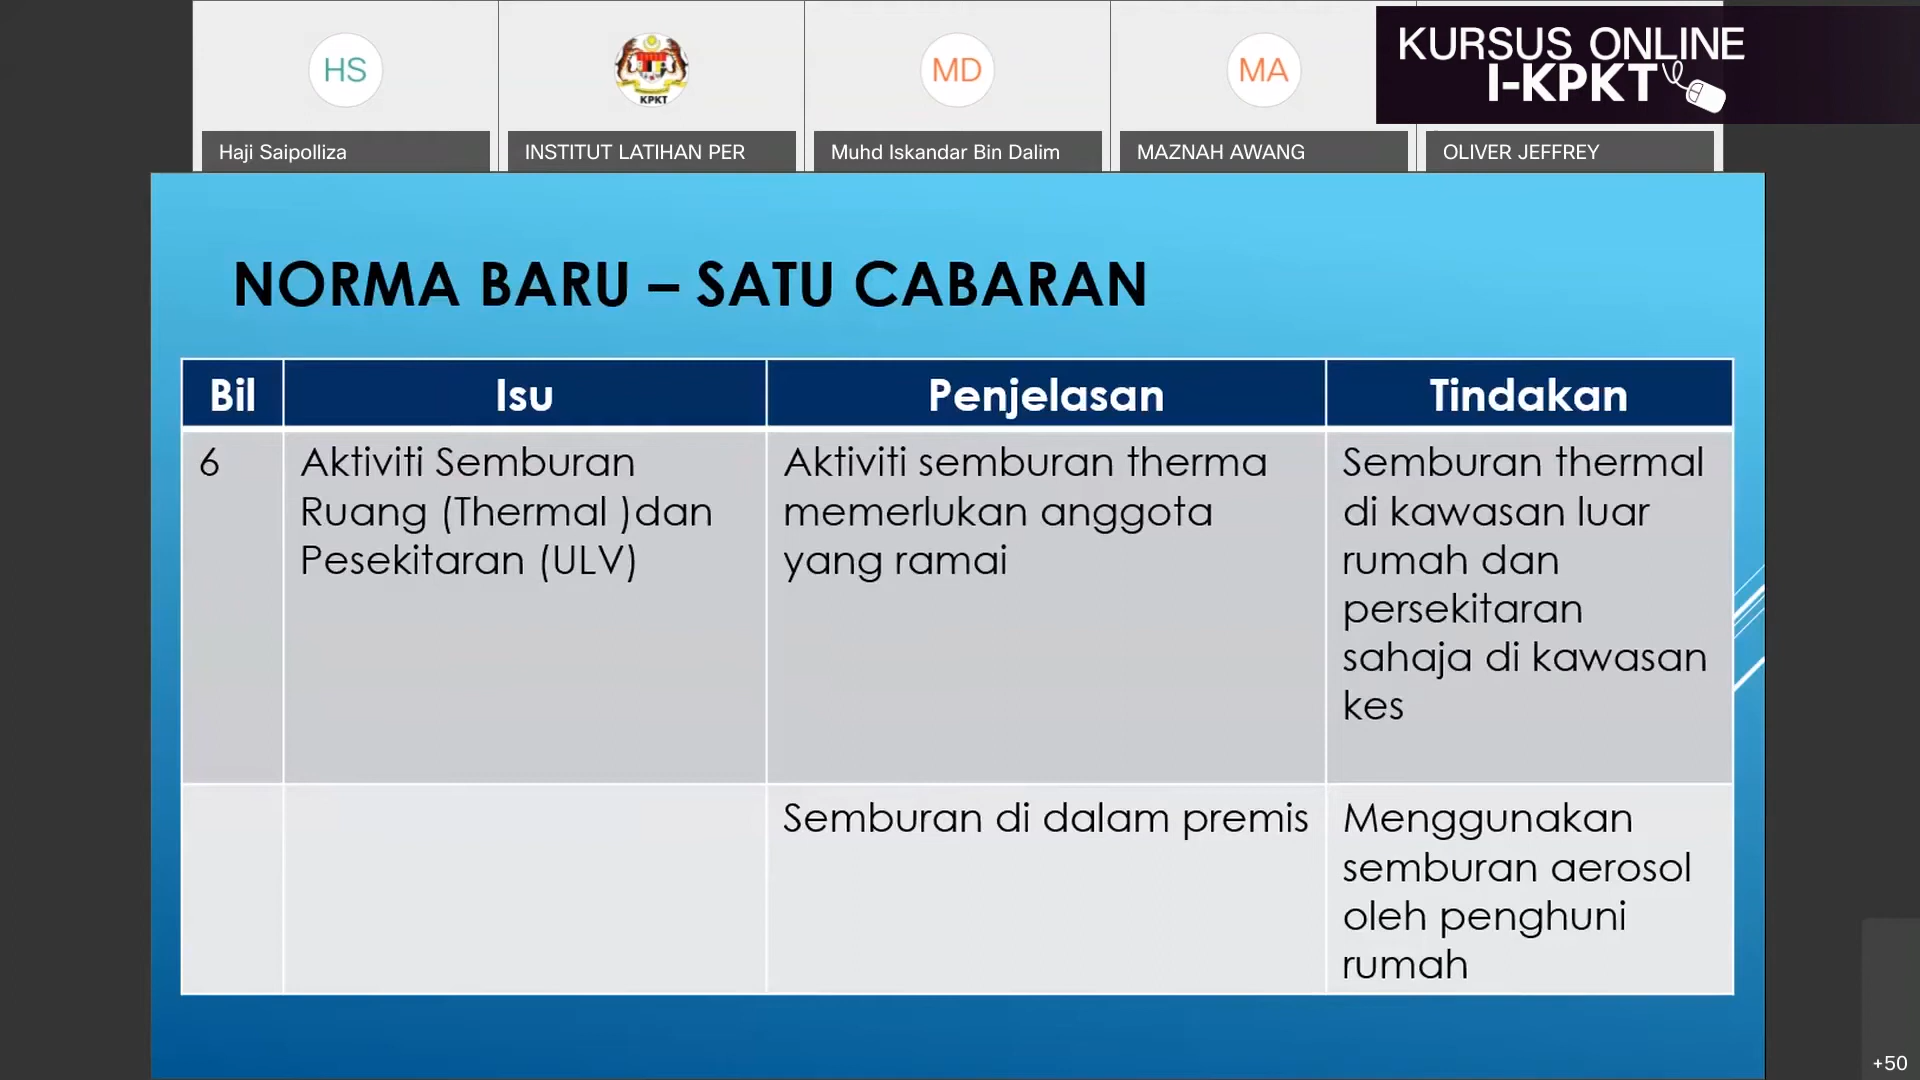 HS
KPKT
MD
MA
KURSUS ONLINE
I-KPKT
Haji Saipolliza
INSTITUT LATIHAN PER
Muhd Iskandar Bin Dalim
MAZNAH AWANG
OLIVER JEFFREY
NORMA BARU – SATU CABARAN
Bil
Isu
Penjelasan
Tindakan
6
Aktiviti Semburan
Ruang (Thermal )dan
Pesekitaran (ULV)
Aktiviti semburan therma
memerlukan anggota
yang ramai
Semburan thermal
di kawasan luar
rumah dan
persekitaran
sahaja di kawasan
kes
Semburan di dalam premis
Menggunakan
semburan aerosol
oleh penghuni
rumah
+50